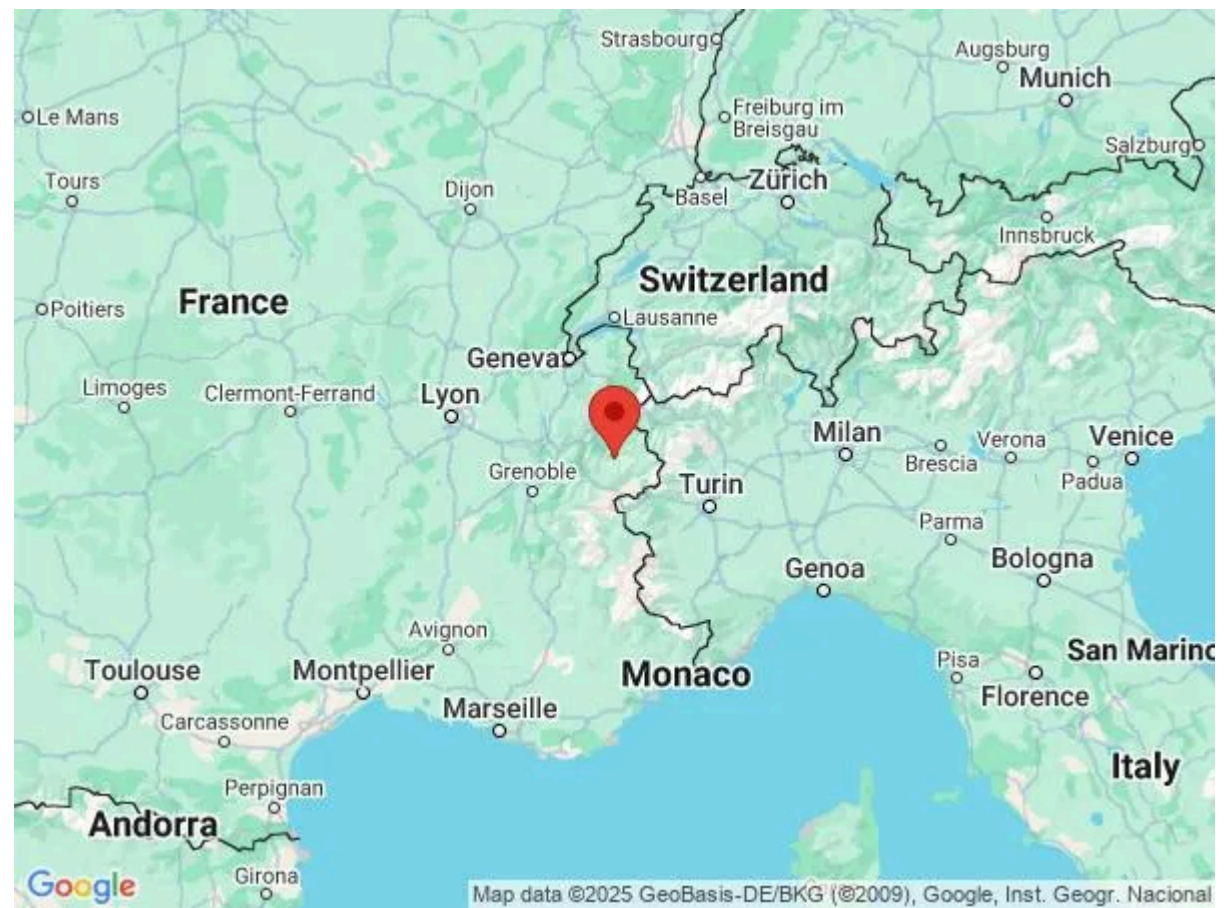 Strasbourg
Augsburg
Munich
Le Mans
Freiburg im
Breisgau
Salzburg
Tours
Dijon
Basel
Zürich
Innsbruck
Switzerland
France
Poitiers
Lausanne
Geneva
Limoges
Clermont-Ferrand
Lyon
Milan
Verona
Venice
Brescia
Padua
Grenoble
Turin
Parma
Bologna
Genoa
Avignon
Toulouse
Montpellier
Monaco
Pisa
San Marino
Florence
Marseille
Carcassonne
Italy
Perpignan
Andorra
Girona
Google
Map data ©2025 GeoBasis-DE/BKG (©2009), Google, Inst. Geogr. Nacional